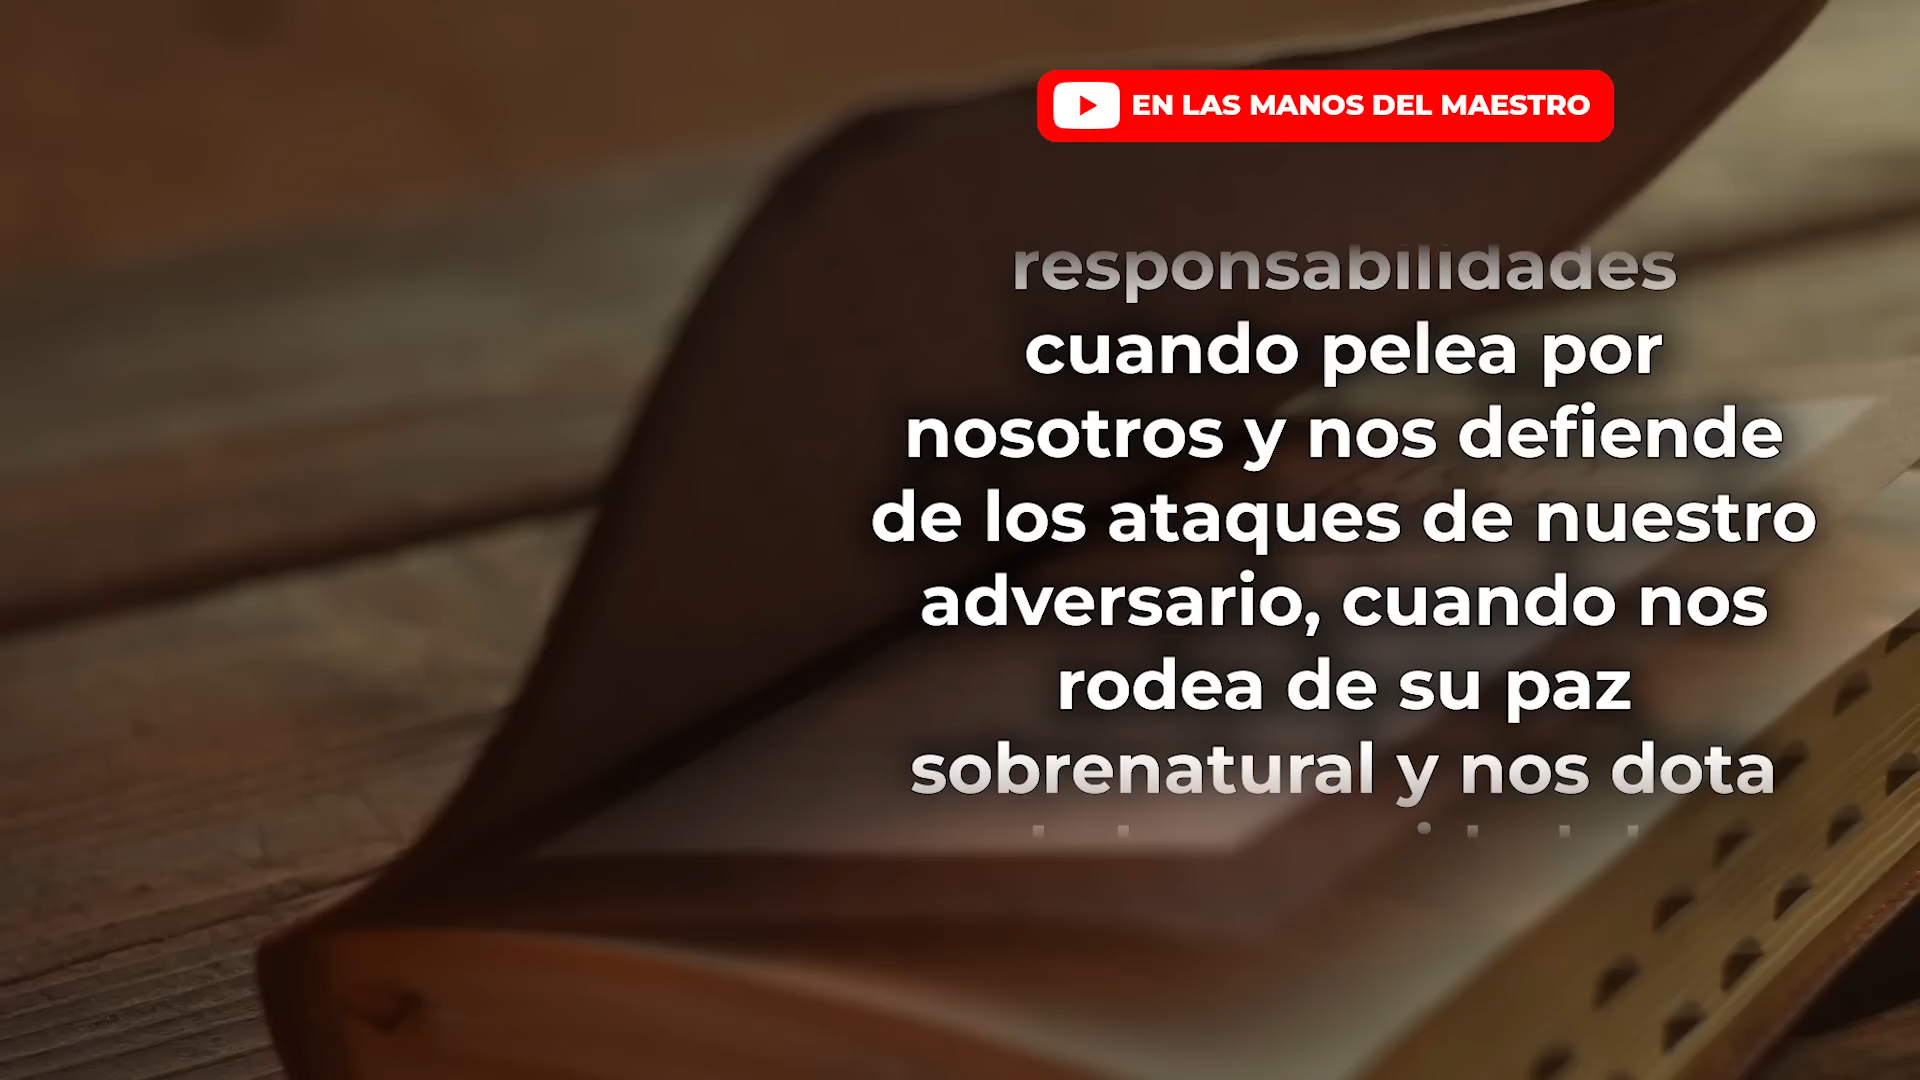 EN LAS MANOS DEL MAESTRO
responsabilidades
cuando pelea por
nosotros y nos defiende
de los ataques de nuestro
adversario, cuando nos
rodea de su paz
sobrenatural y nos dota